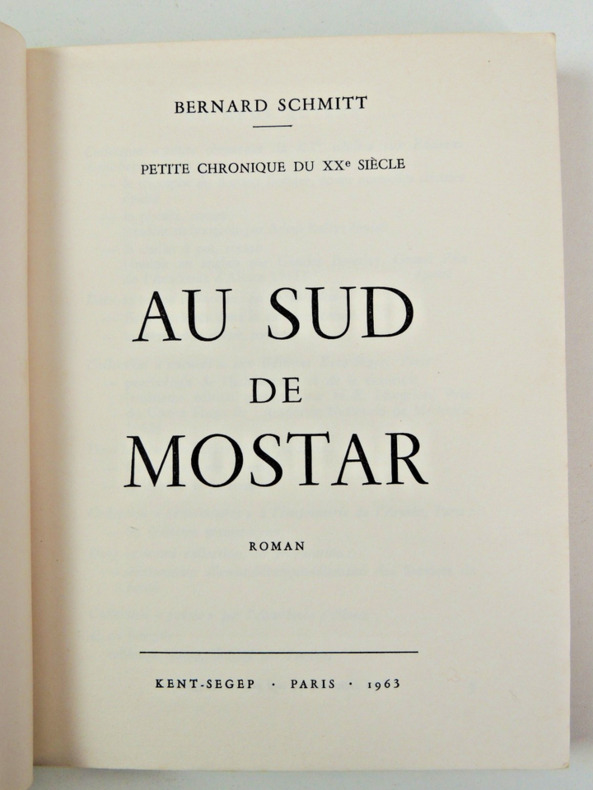 BERNARD SCHMITT
PETITE CHRONIQUE DU XXe SIÈCLE
AU SUD
DE
MOSTAR
ROMAN
KENT-SEGEP · PARIS · 1963